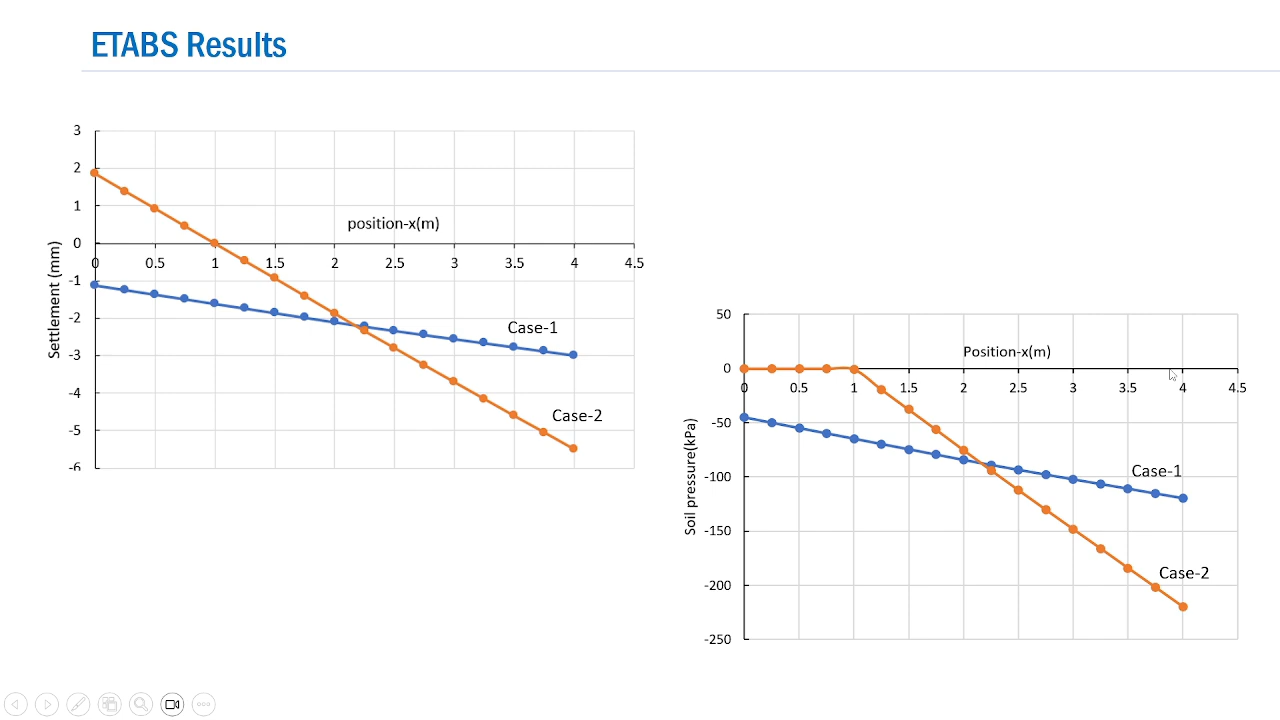 ETABS Results
3
2
1
0
-1
-2
-3
-4
-5
-6
Settlement (mm)
position-x(m)
0 0.5 1 1.5 2 2.5 3 3.5 4 4.5
Case-1
Case-2
50
0
-50
-100
-150
-200
-250
Soil pressure(kPa)
Position-x(m)
0 0.5 1 1.5 2 2.5 3 3.5 4 4.5
Case-1
Case-2